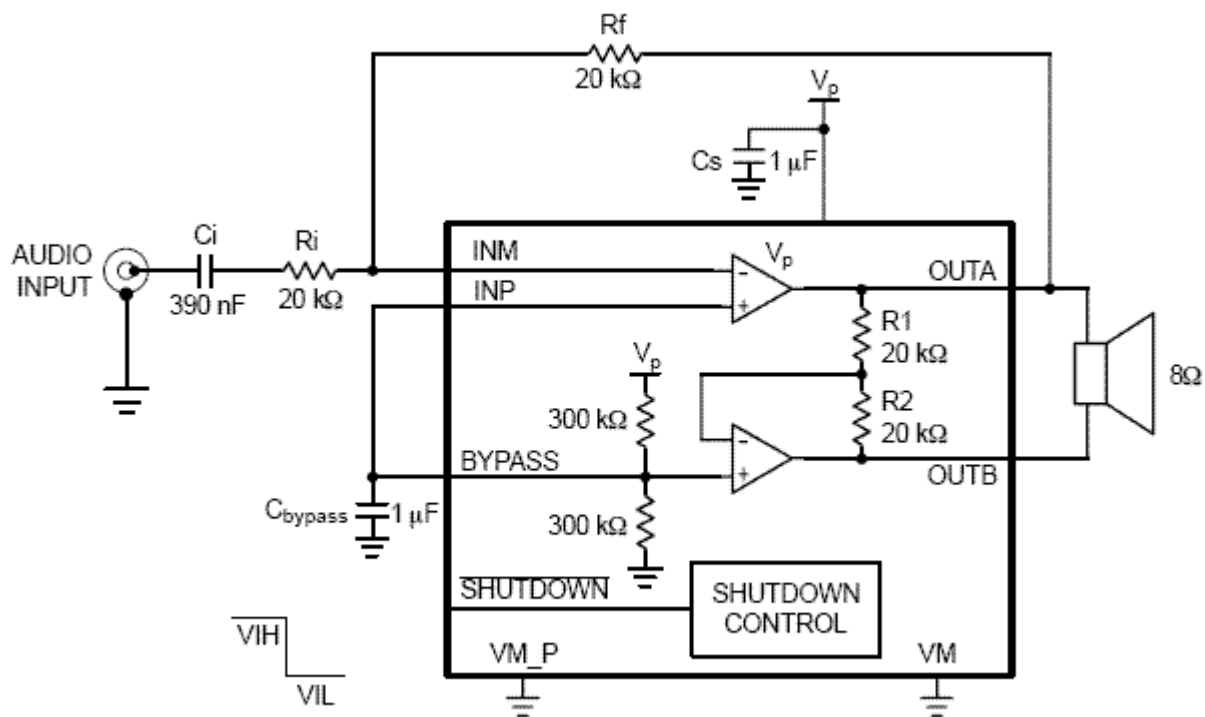 Rf
20 kΩ
Vp
Cs
1 µF
AUDIO
INPUT
Ci
390 nF
Ri
20 kΩ
INM
INP
Vp
-
+
OUTA
R1
20 kΩ
Vp
300 kΩ
R2
20 kΩ
8Ω
BYPASS
-
+
OUTB
Cbypass
1 µF
300 kΩ
SHUTDOWN
SHUTDOWN
CONTROL
VIH
VIL
VM_P
VM